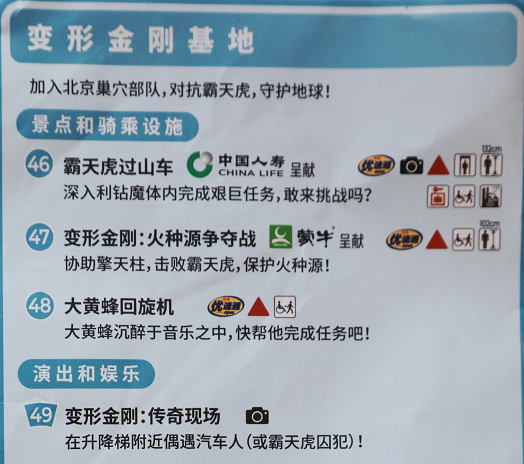 变形金刚基地
加入北京巢穴部队,对抗霸天虎,守护地球!
景点和骑乘设施
46 霸天虎过山车 中国人寿 CHINA LIFE 呈献 优速通 132cm
深入利钻魔体内完成艰巨任务,敢来挑战吗?
47 变形金刚:火种源争夺战 蒙牛 呈献 优速通 102cm
协助擎天柱,击败霸天虎,保护火种源!
48 大黄蜂回旋机 优速通
大黄蜂沉醉于音乐之中,快帮他完成任务吧!
演出和娱乐
49 变形金刚:传奇现场
在升降梯附近偶遇汽车人(或霸天虎囚犯)!